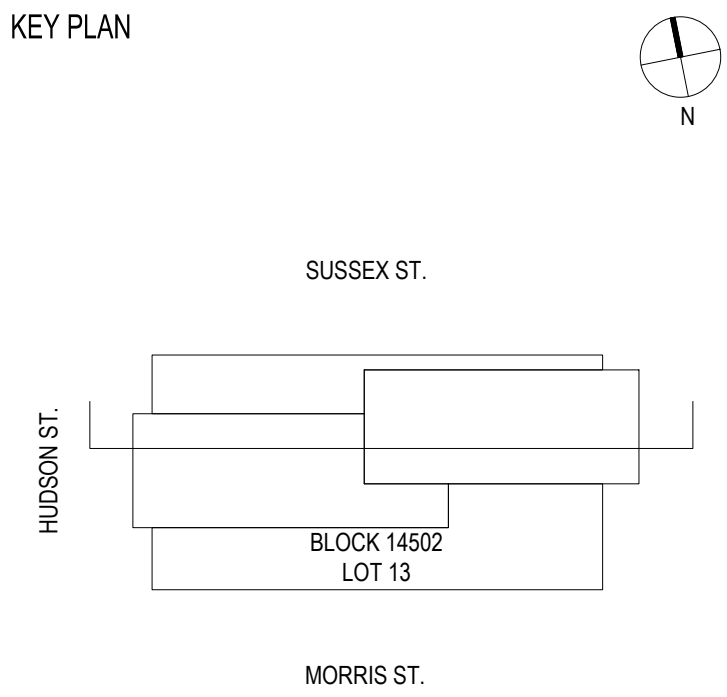 KEY PLAN
N
SUSSEX ST.
HUDSON ST.
BLOCK 14502
LOT 13
MORRIS ST.